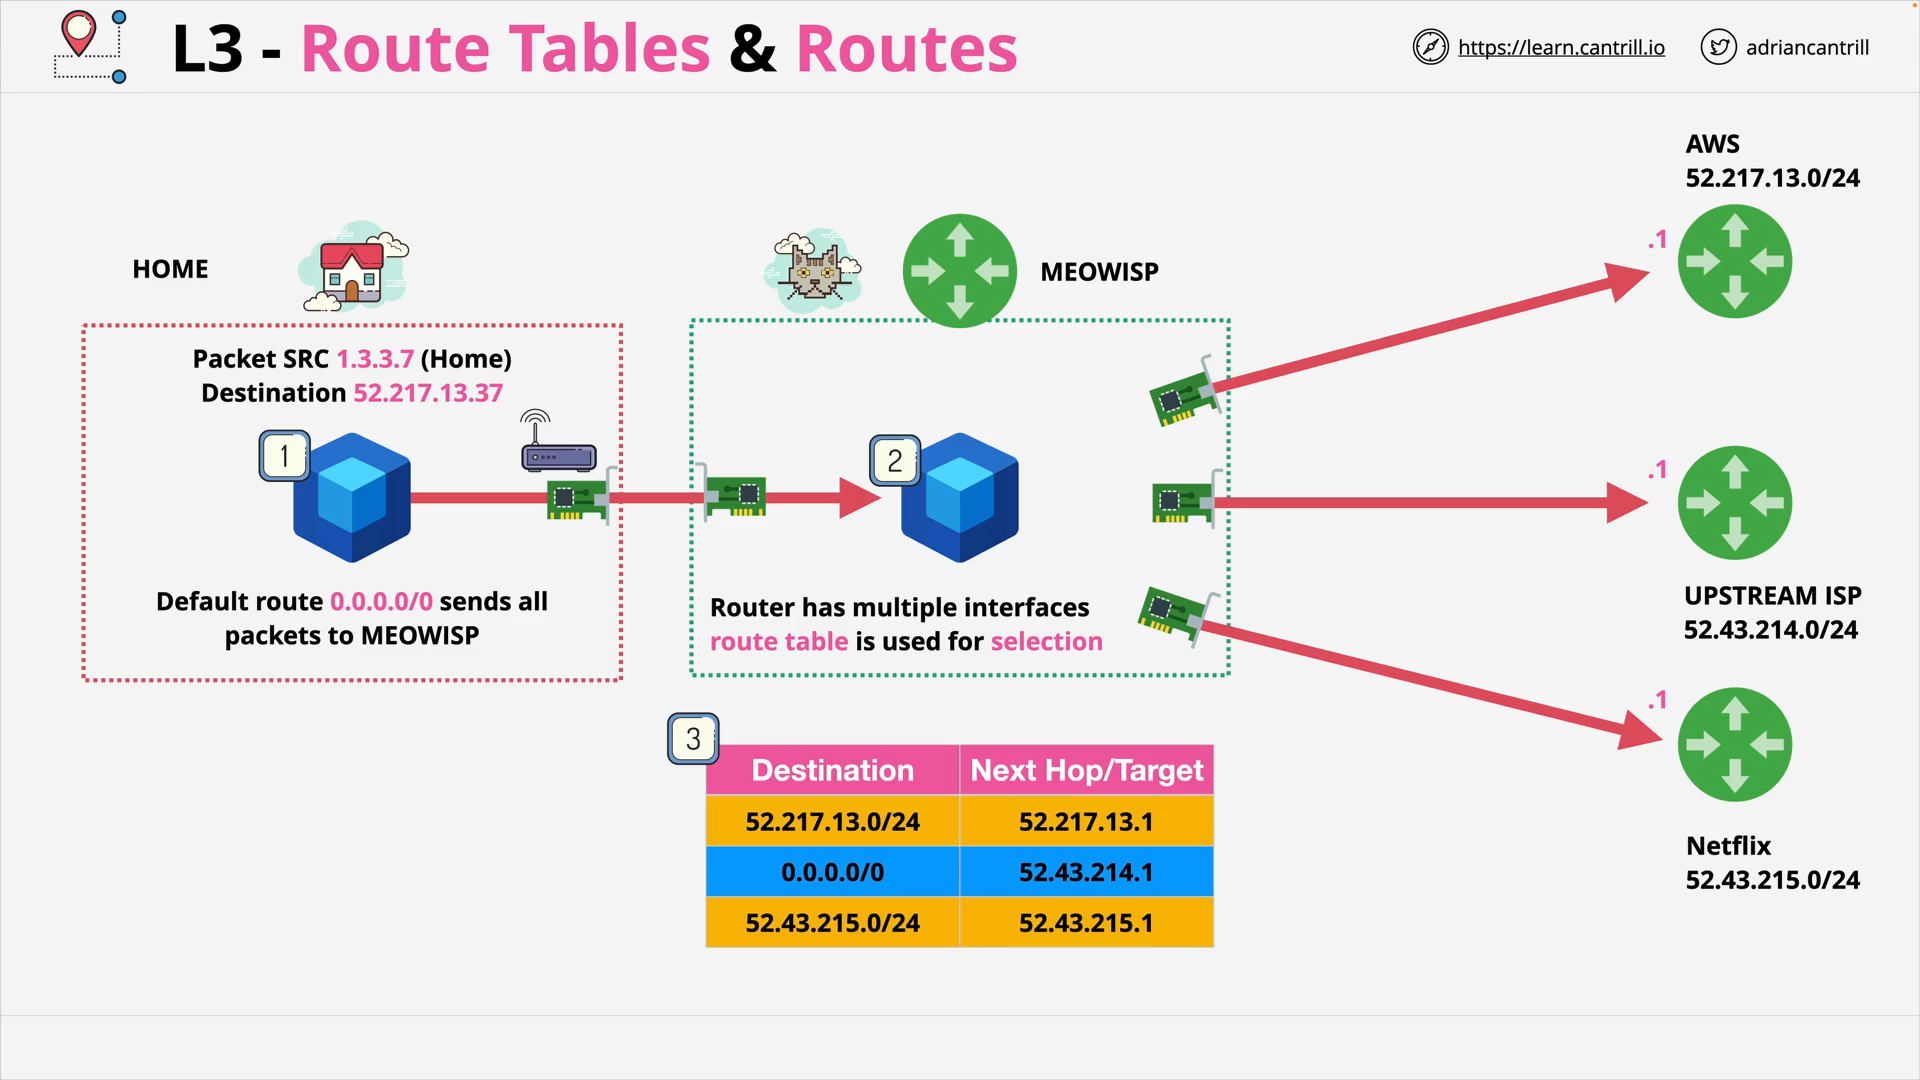 L3 - Route Tables & Routes
https://learn.cantrill.io
adriancantrill
HOME
Packet SRC 1.3.3.7 (Home)
Destination 52.217.13.37
1
Default route 0.0.0.0/0 sends all
packets to MEOWISP
MEOWISP
2
Router has multiple interfaces
route table is used for selection
3
Destination Next Hop/Target
52.217.13.0/24 52.217.13.1
0.0.0.0/0 52.43.214.1
52.43.215.0/24 52.43.215.1
AWS
52.217.13.0/24
.1
.1
UPSTREAM ISP
52.43.214.0/24
.1
Netflix
52.43.215.0/24